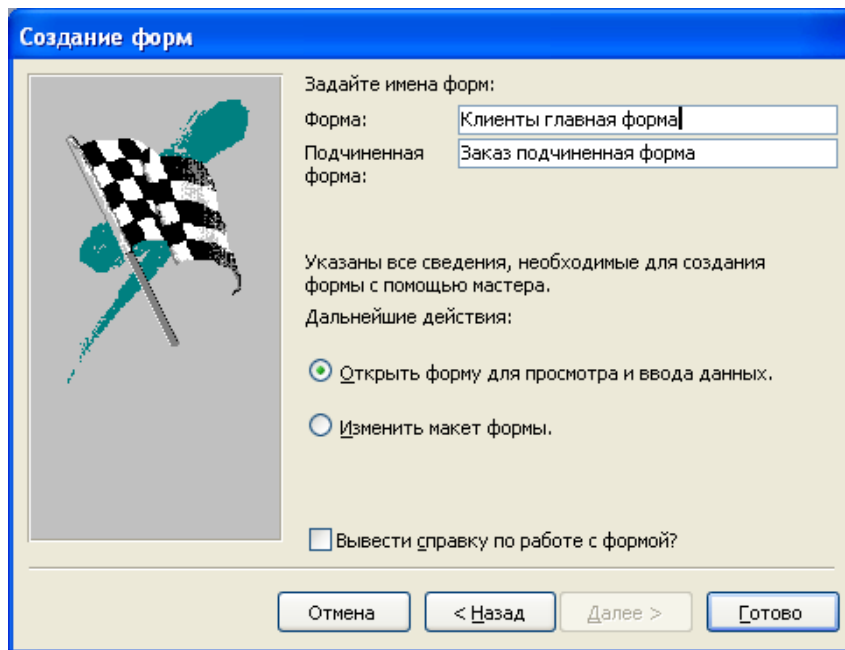 Создание форм
Задайте имена форм:
Форма:
Клиенты главная форма
Подчиненная форма:
Заказ подчиненная форма
Указаны все сведения, необходимые для создания
формы с помощью мастера.
Дальнейшие действия:
Открыть форму для просмотра и ввода данных.
Изменить макет формы.
Вывести справку по работе с формой?
Отмена
< Назад
Далее >
Готово